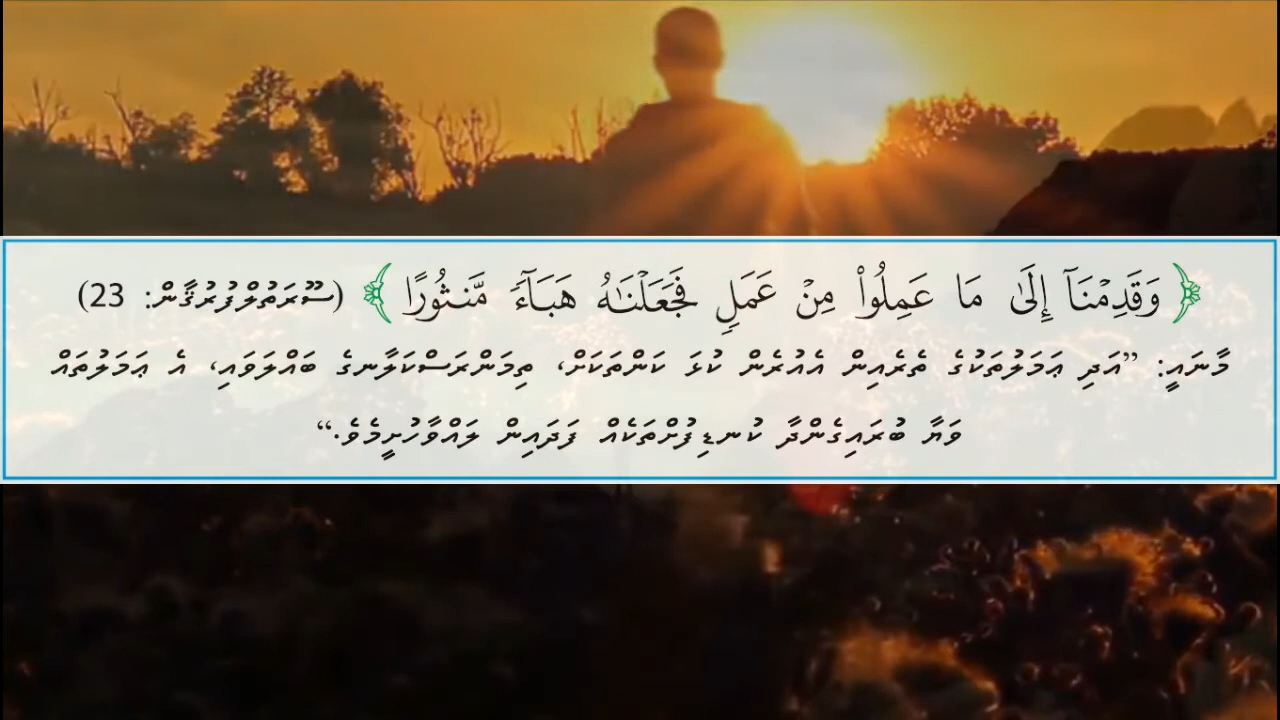 ﴿وَقَدِمْنَآ إِلَىٰ مَا عَمِلُوا۟ مِنْ عَمَلٍ فَجَعَلْنَـٰهُ هَبَآءً مَّنثُورًا﴾ (ސޫރަތުލްފުރުޤާން: 23)
މާނައީ: ”އަދި ޢަމަލުތަކުގެ ތެރެއިން އެއުރެން ކުޅަ ކަންތަކަށް، ތިމަންރަސްކަލާނގެ ބައްލަވައި، އެ ޢަމަލުތައް
ވަޔާ ބުރައިގެންދާ ކުނޑިފުށްތަކެއް ފަދައިން ލައްވާހުށީމެވެ.“